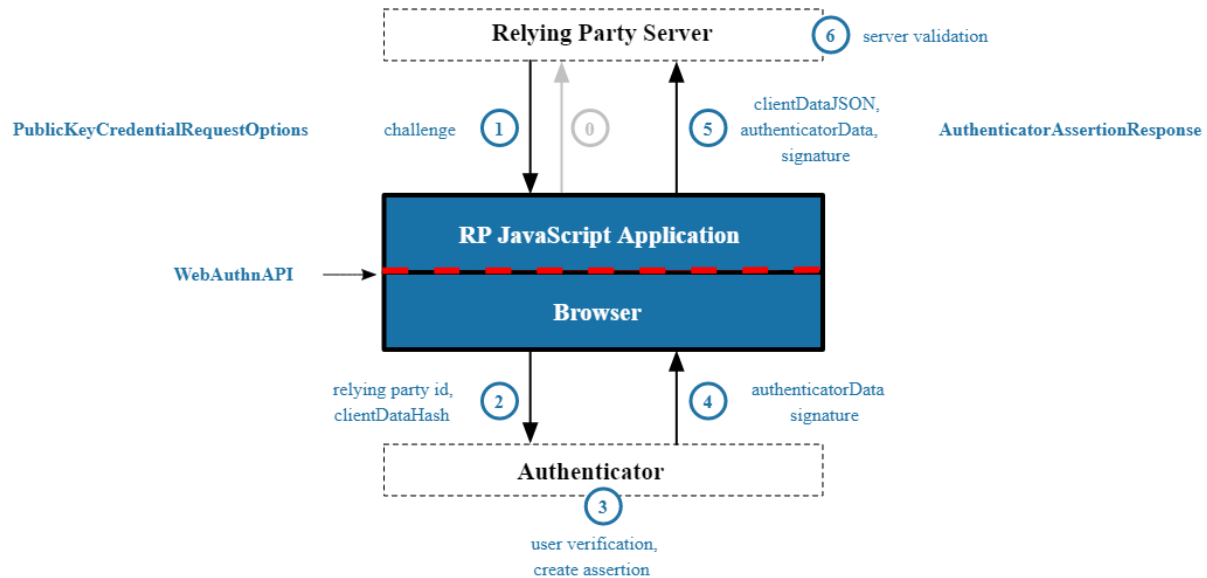 Relying Party Server
6 server validation
PublicKeyCredentialRequestOptions
challenge
1
0
5
clientDataJSON,
authenticatorData,
signature
AuthenticatorAssertionResponse
RP JavaScript Application
WebAuthnAPI
Browser
relying party id,
clientDataHash
2
4
authenticatorData
signature
Authenticator
3
user verification,
create assertion